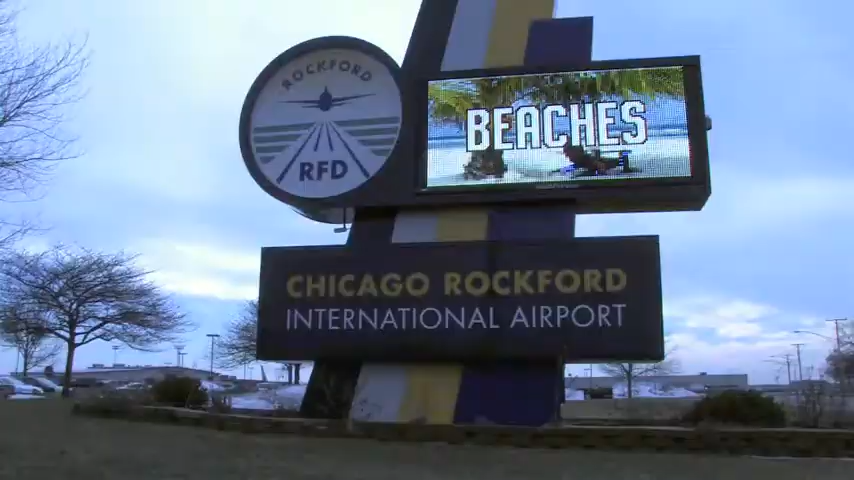 ROCKFORD
RFD
BEACHES
CHICAGO ROCKFORD
INTERNATIONAL AIRPORT